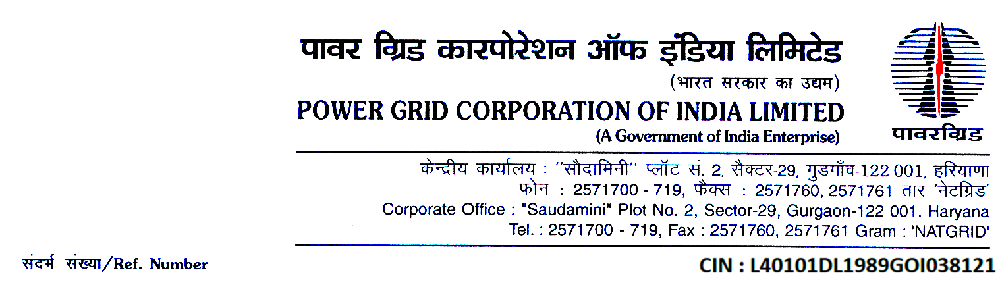 पावर ग्रिड कारपोरेशन ऑफ इंडिया लिमिटेड
(भारत सरकार का उद्यम)
POWER GRID CORPORATION OF INDIA LIMITED
(A Government of India Enterprise)
पावरग्रिड
केन्द्रीय कार्यालय : "सौदामिनी" प्लॉट सं. 2, सैक्टर-29, गुडगाँव-122 001, हरियाणा
फोन : 2571700 - 719, फैक्स : 2571760, 2571761 तार 'नेटग्रिड'
Corporate Office : "Saudamini" Plot No. 2, Sector-29, Gurgaon-122 001. Haryana
Tel. : 2571700 - 719, Fax : 2571760, 2571761 Gram : 'NATGRID'
संदर्भ संख्या/Ref. Number
CIN : L40101DL1989GOI038121